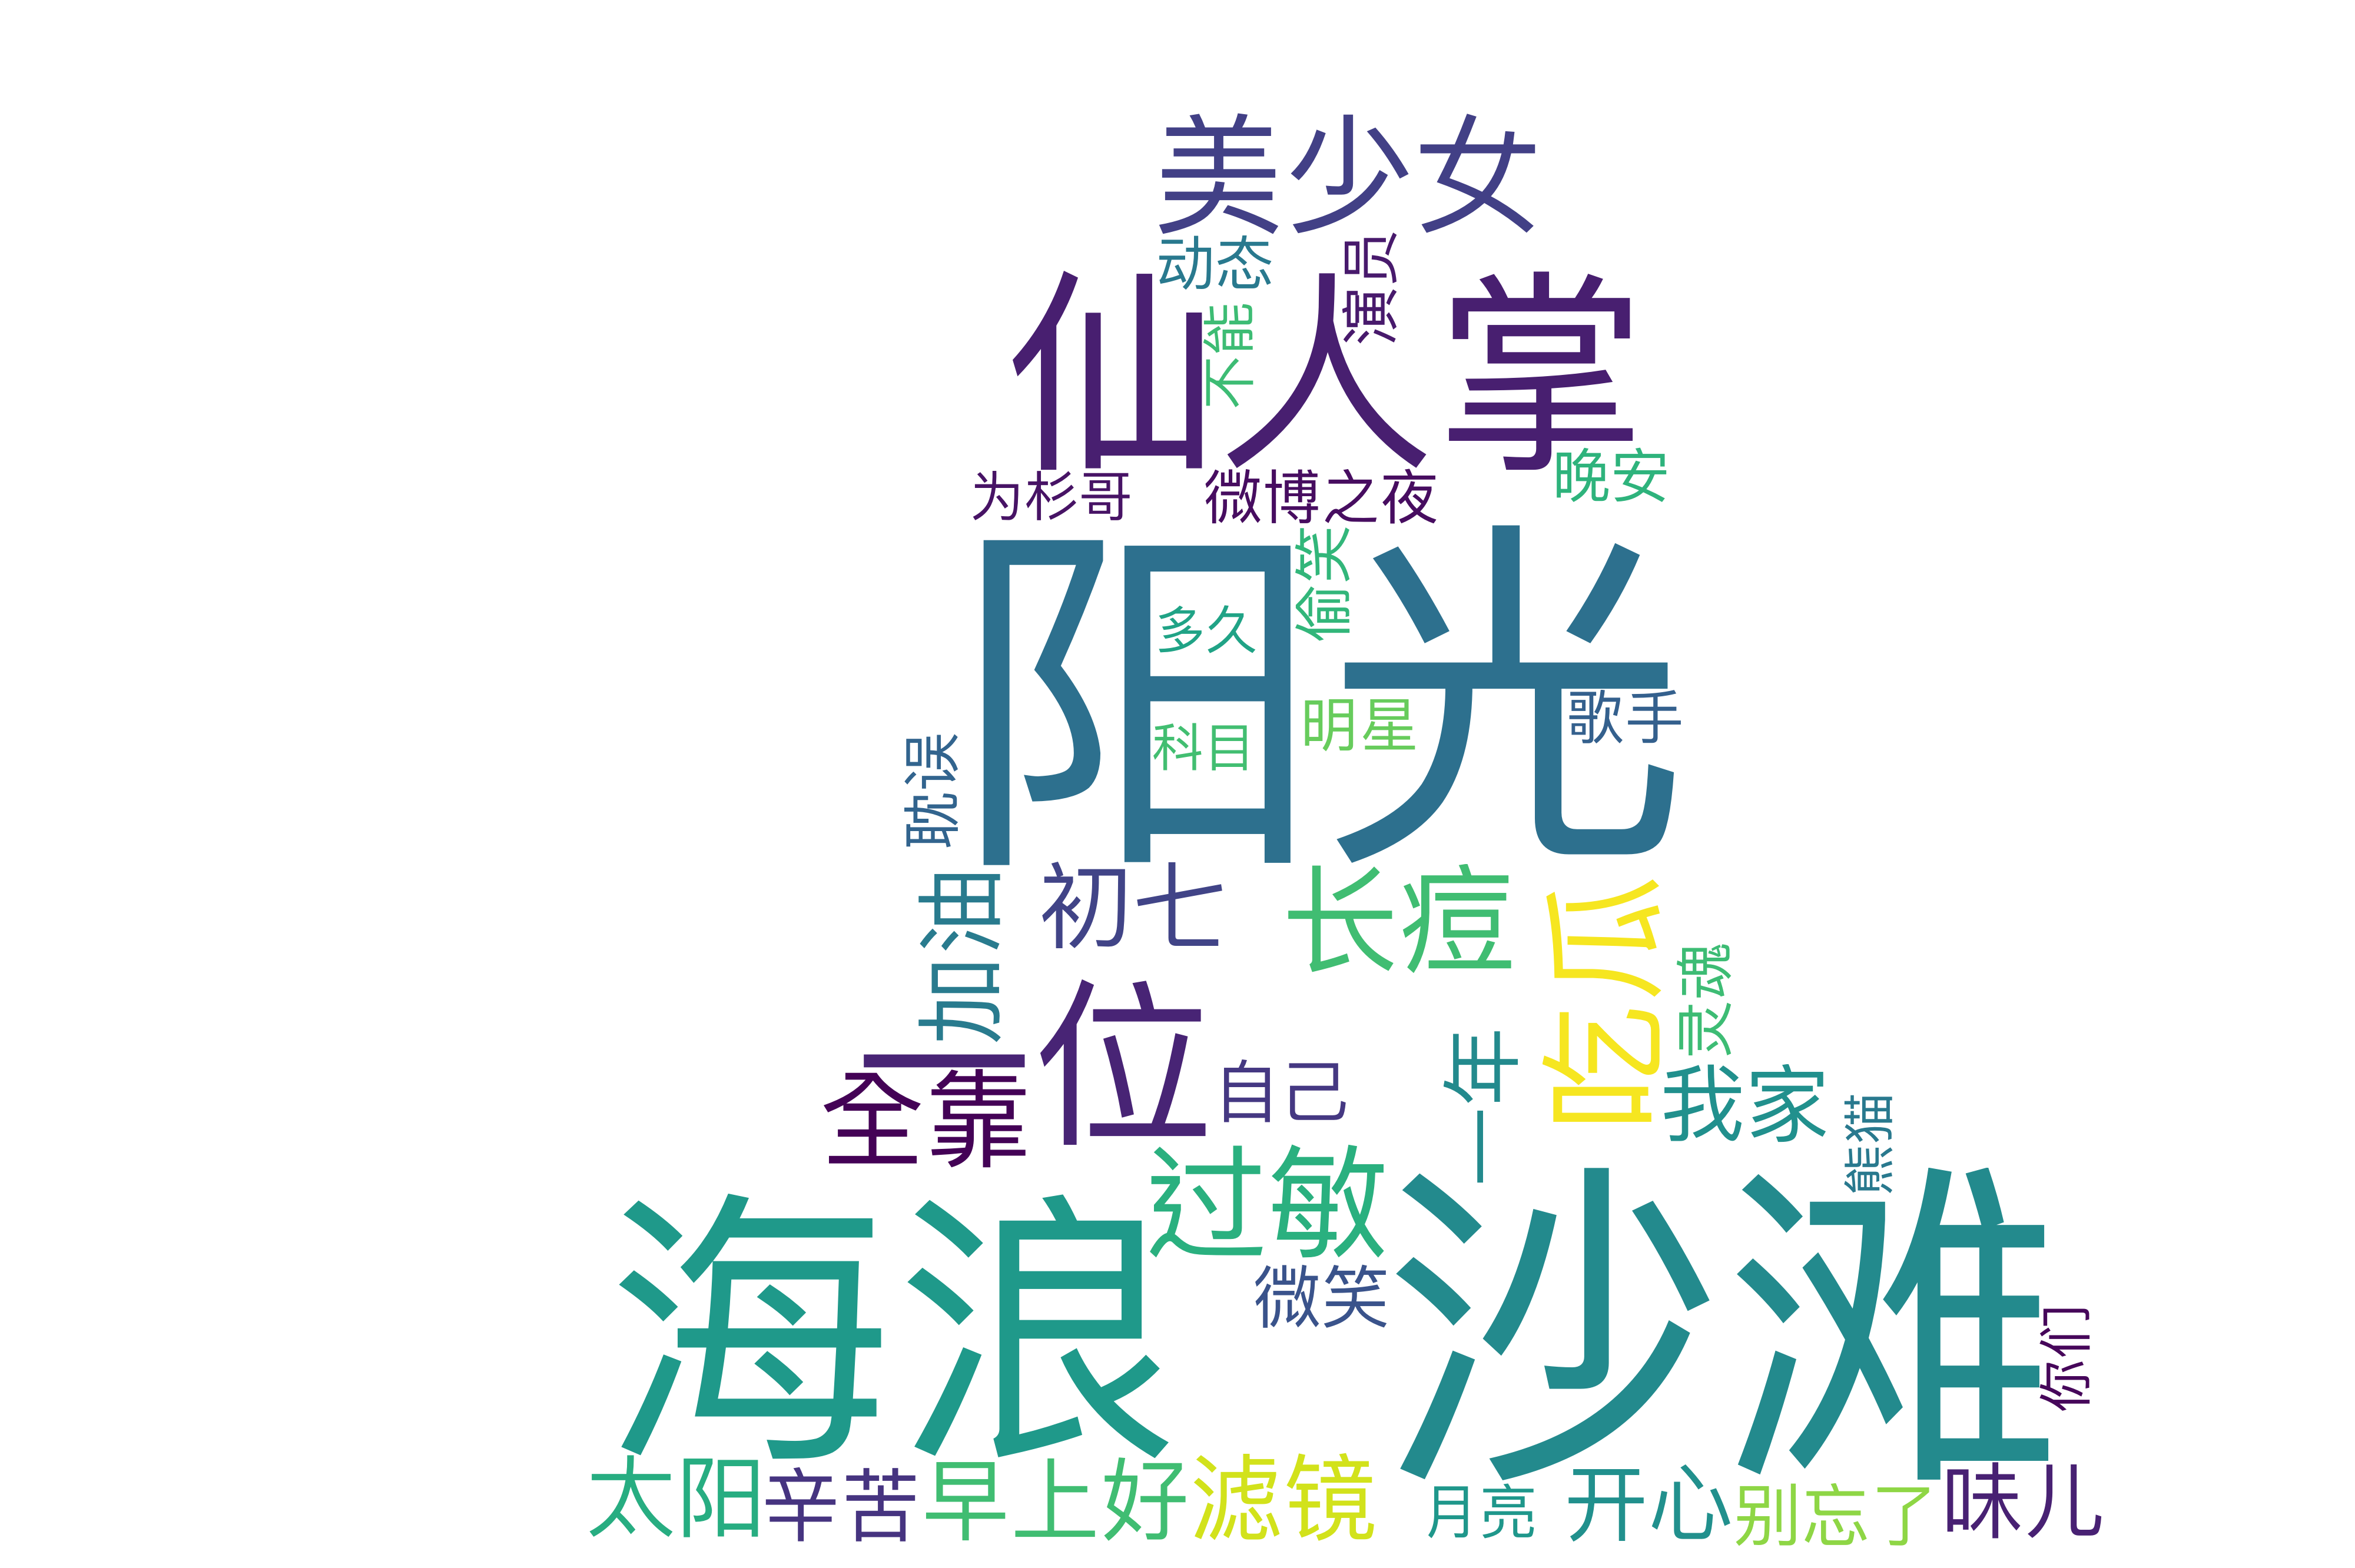 美少女
动态
不能
仙人掌
为杉哥
微博之夜
晚安
偷笑
阳光
多久
科目
明星
歌手
耽误
加油
初七
长痘
吃瓜
灵魂
一位
全靠
自己
一件
我家
熊猫
过敏
微笑
海浪
沙滩
你们
太阳
辛苦
早上好
滤镜
目亮
开心
别忘了
味儿